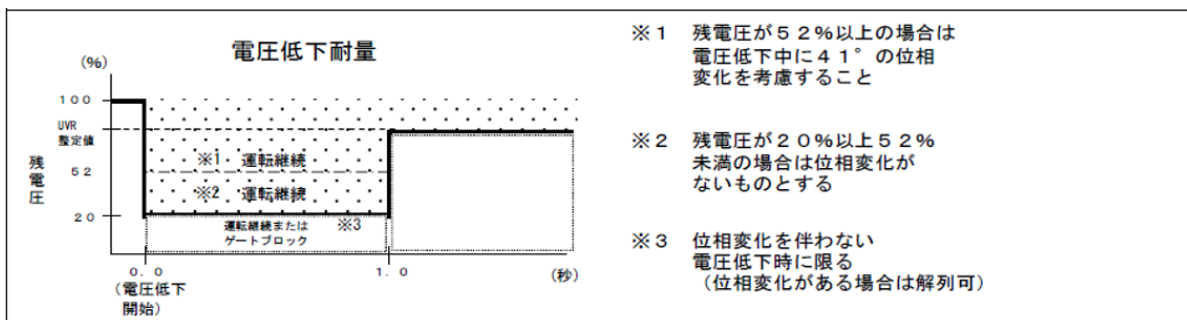 電圧低下耐量
(%)
100
UVR
整定値
残電圧
52
20
※1 運転継続
※2 運転継続
運転継続または ※3
ゲートブロック
0.0
1.0
(秒)
(電圧低下
開始)
※1 残電圧が52%以上の場合は
電圧低下中に41°の位相
変化を考慮すること
※2 残電圧が20%以上52%
未満の場合は位相変化が
ないものとする
※3 位相変化を伴わない
電圧低下時に限る
(位相変化がある場合は解列可)